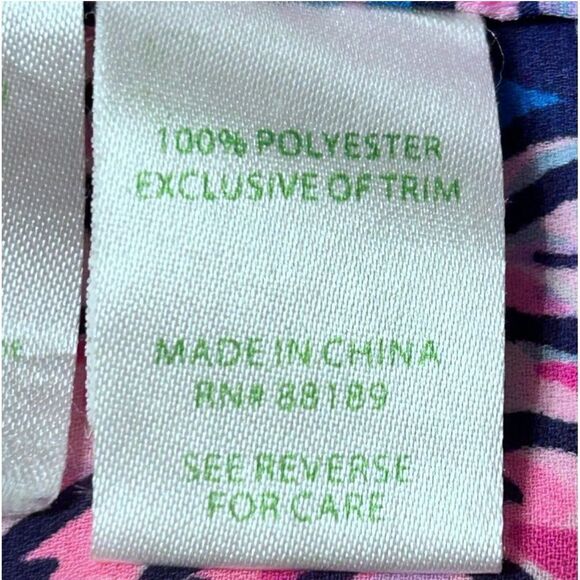 100% POLYESTER
EXCLUSIVE OF TRIM
MADE IN CHINA
RN# 88189
SEE REVERSE
FOR CARE